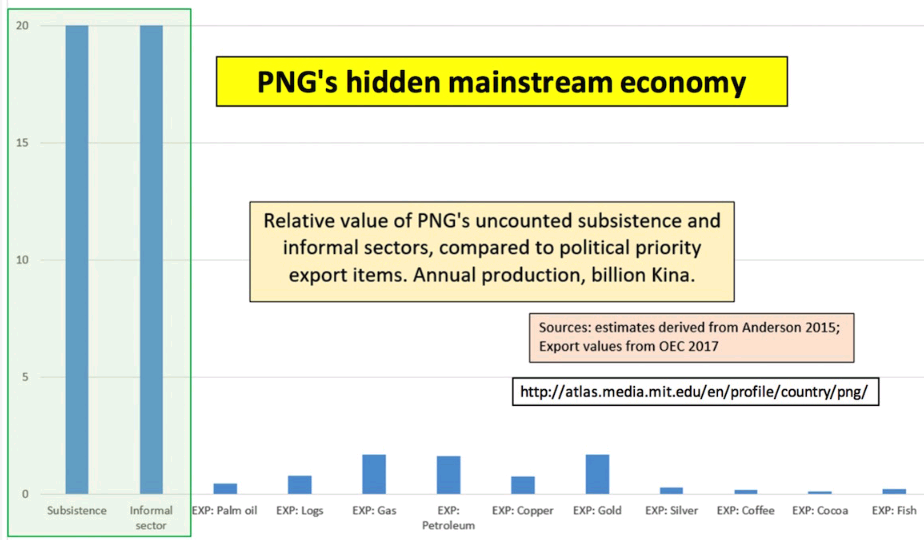 20
PNG's hidden mainstream economy
15
Relative value of PNG's uncounted subsistence and
informal sectors, compared to political priority
export items. Annual production, billion Kina.
10
Sources: estimates derived from Anderson 2015;
Export values from OEC 2017
5
http://atlas.media.mit.edu/en/profile/country/png/
0
Subsistence
Informal
sector
EXP: Palm oil
EXP: Logs
EXP: Gas
EXP:
Petroleum
EXP: Copper
EXP: Gold
EXP: Silver
EXP: Coffee
EXP: Cocoa
EXP: Fish